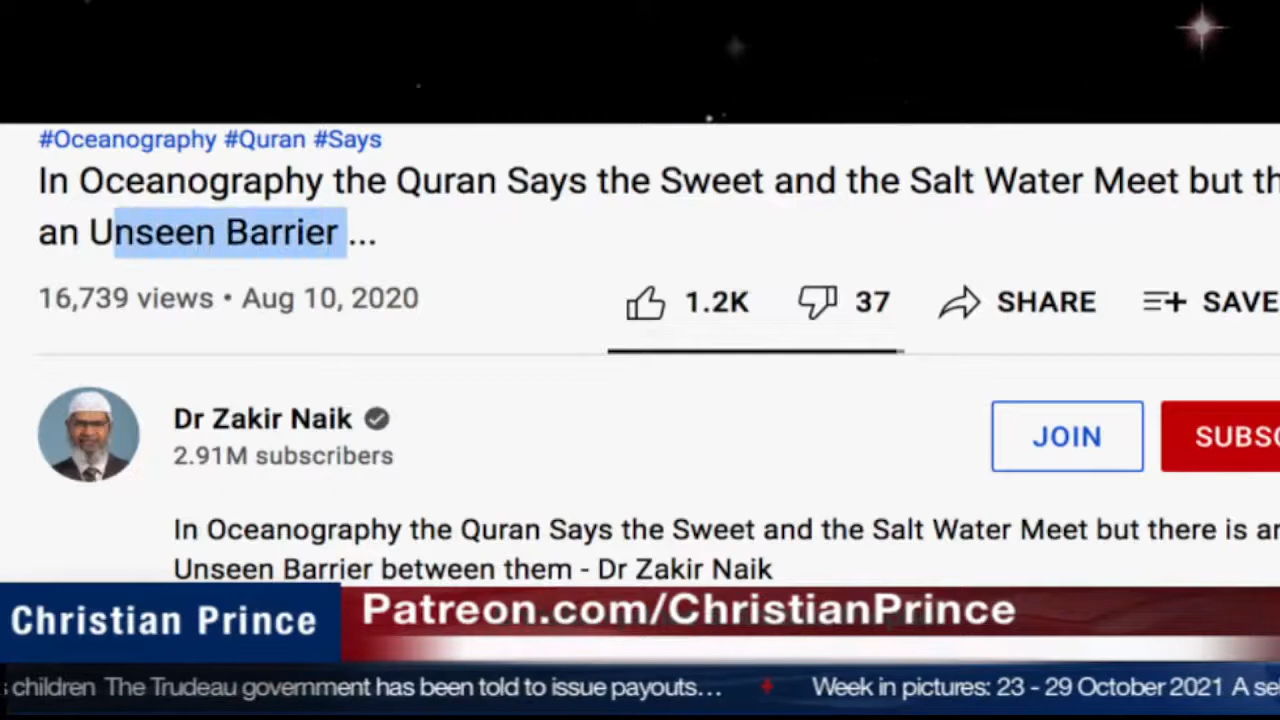 #Oceanography #Quran #Says
In Oceanography the Quran Says the Sweet and the Salt Water Meet but
an Unseen Barrier ...
16,739 views • Aug 10, 2020
1.2K
37
SHARE
SAVE
Dr Zakir Naik
2.91M subscribers
JOIN
In Oceanography the Quran Says the Sweet and the Salt Water Meet but there is
Unseen Barrier between them - Dr Zakir Naik
Christian Prince
Patreon.com/ChristianPrince
children The Trudeau government has been told to issue payouts... Week in pictures: 23 - 29 October 2021 A